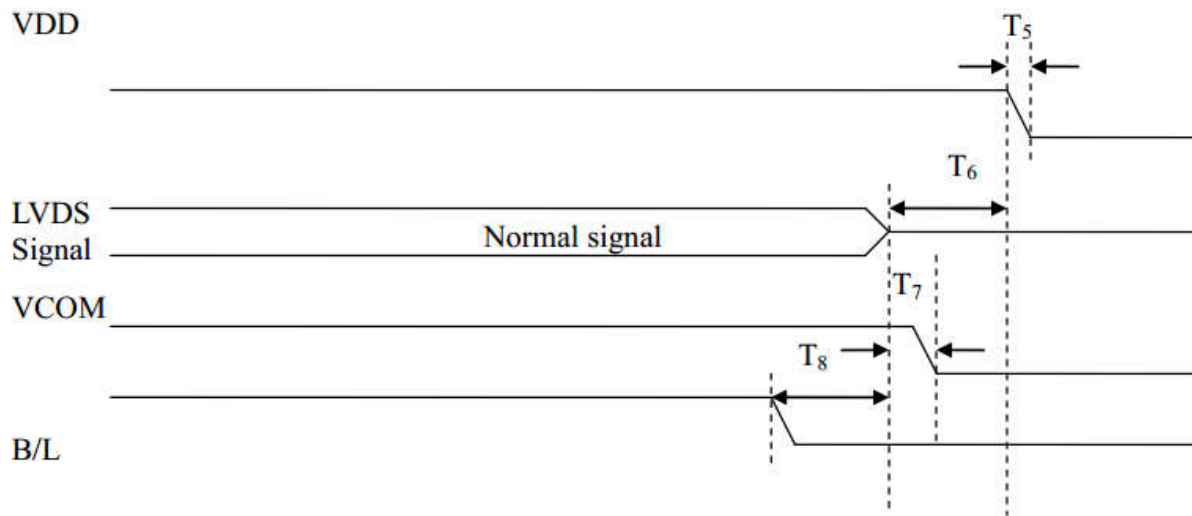 VDD
T₅
T₆
LVDS
Signal
Normal signal
VCOM
T₇
T₈
B/L